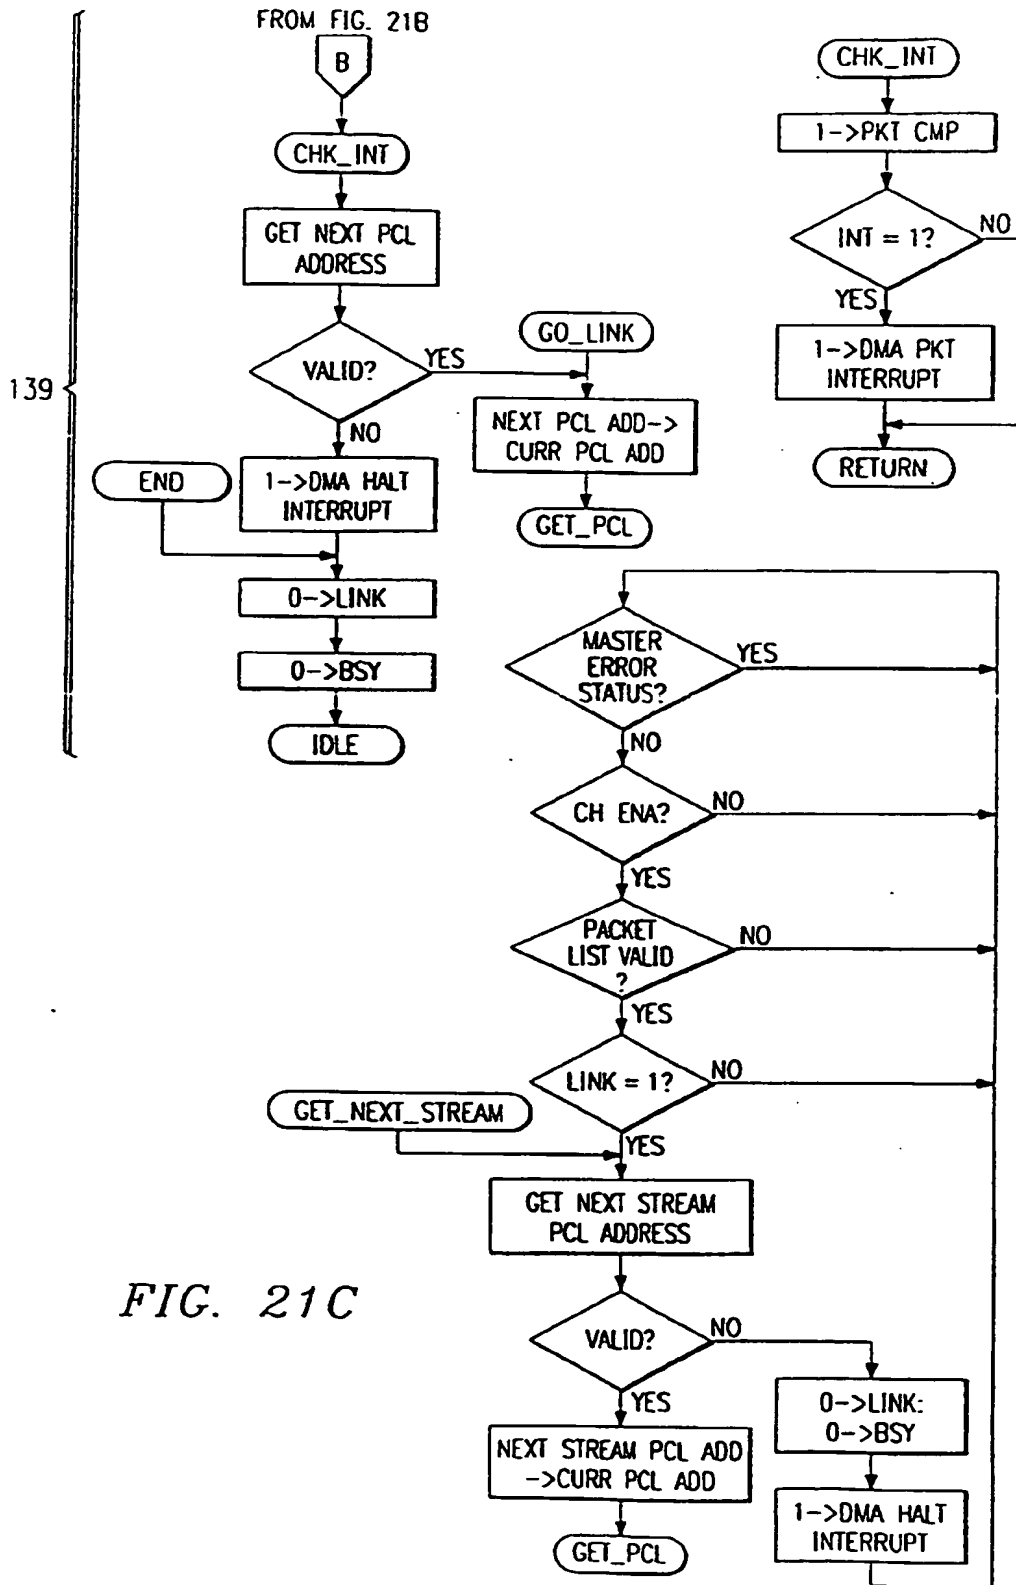 FROM FIG. 21B
B
CHK_INT
GET NEXT PCL
ADDRESS
VALID?
YES
NO
GO_LINK
NEXT PCL ADD->
CURR PCL ADD
GET_PCL
139
END
1->DMA HALT
INTERRUPT
0->LINK
0->BSY
IDLE
CHK_INT
1->PKT CMP
INT = 1?
NO
YES
1->DMA PKT
INTERRUPT
RETURN
MASTER
ERROR
STATUS?
YES
NO
CH ENA?
NO
YES
PACKET
LIST VALID
?
NO
YES
LINK = 1?
NO
GET_NEXT_STREAM
YES
GET NEXT STREAM
PCL ADDRESS
VALID?
NO
YES
0->LINK:
0->BSY
NEXT STREAM PCL ADD
->CURR PCL ADD
1->DMA HALT
INTERRUPT
GET_PCL
FIG. 21C